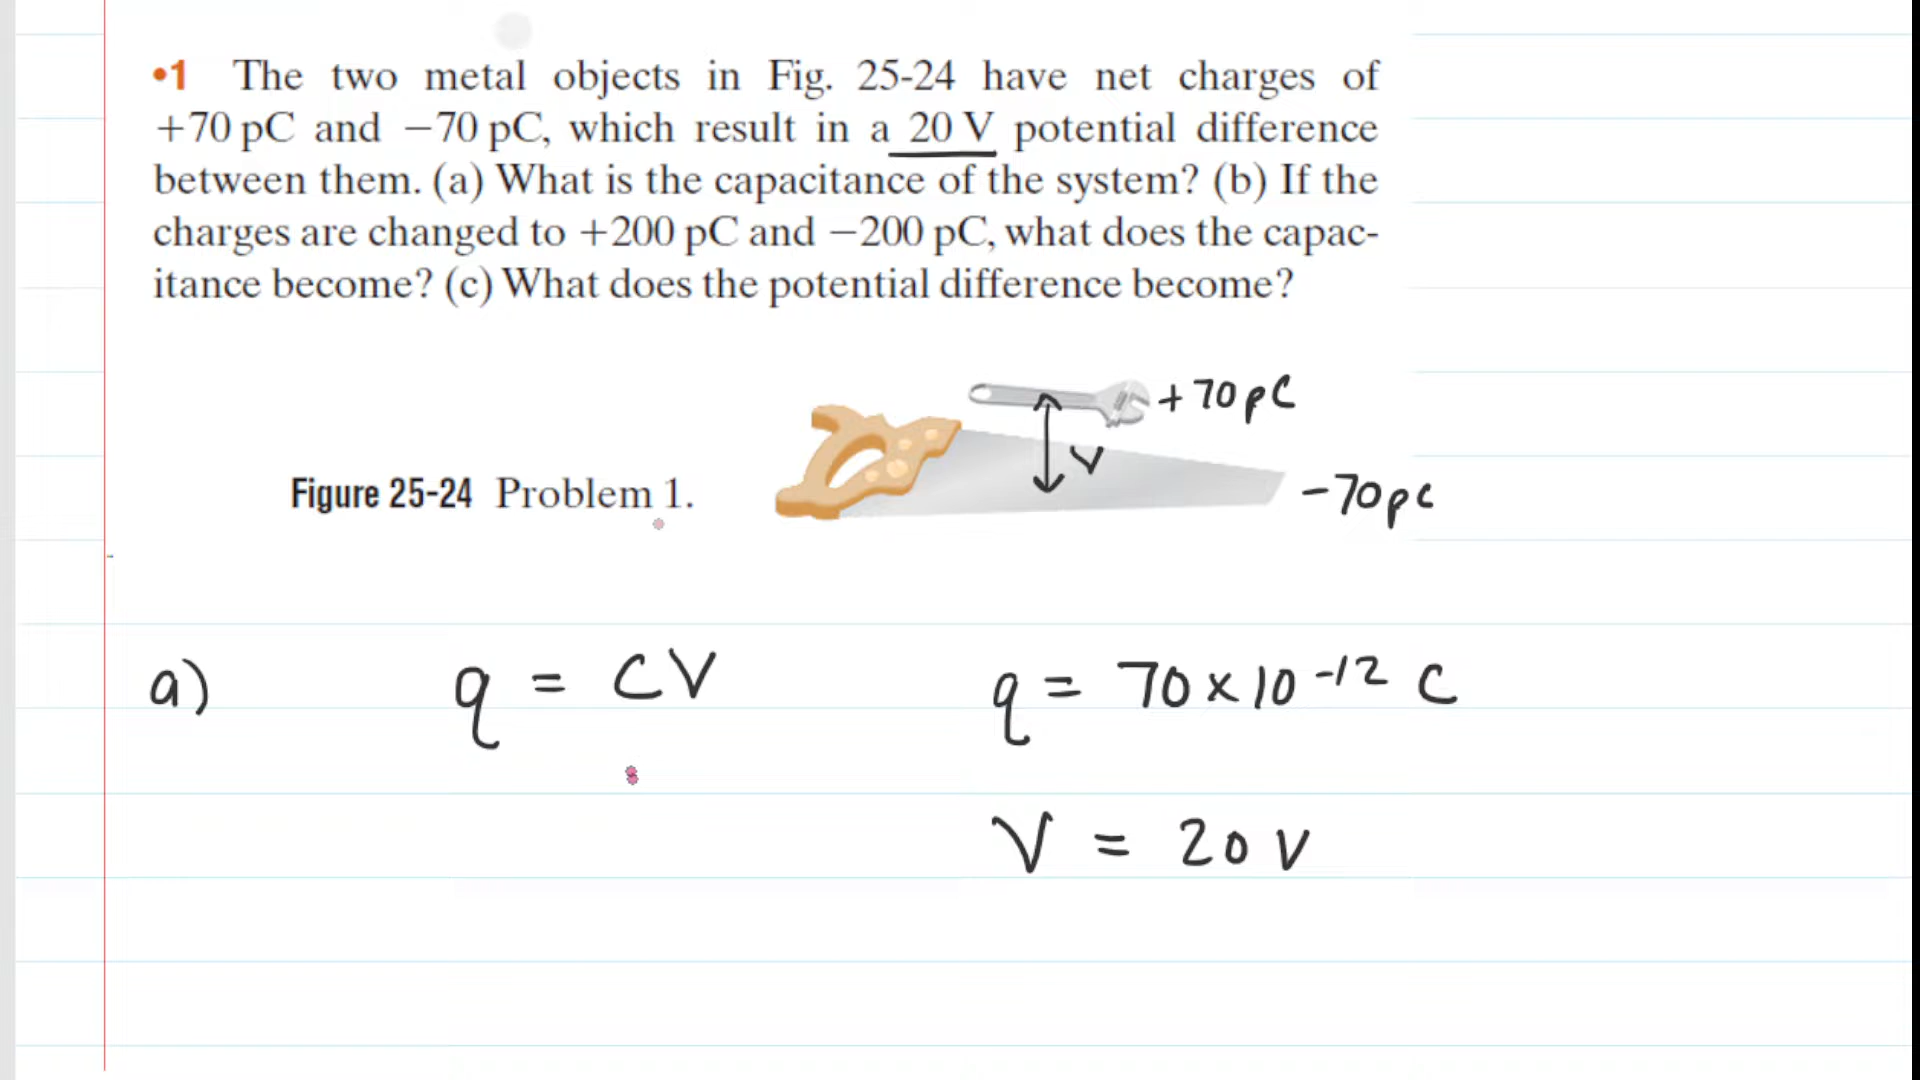 •1 The two metal objects in Fig. 25-24 have net charges of
+70 pC and −70 pC, which result in a 20 V potential difference
between them. (a) What is the capacitance of the system? (b) If the
charges are changed to +200 pC and −200 pC, what does the capac-
itance become? (c) What does the potential difference become?
+70pC
V
Figure 25-24 Problem 1.
-70pC
a) q = CV q = 70 x 10⁻¹² C
V = 20 V